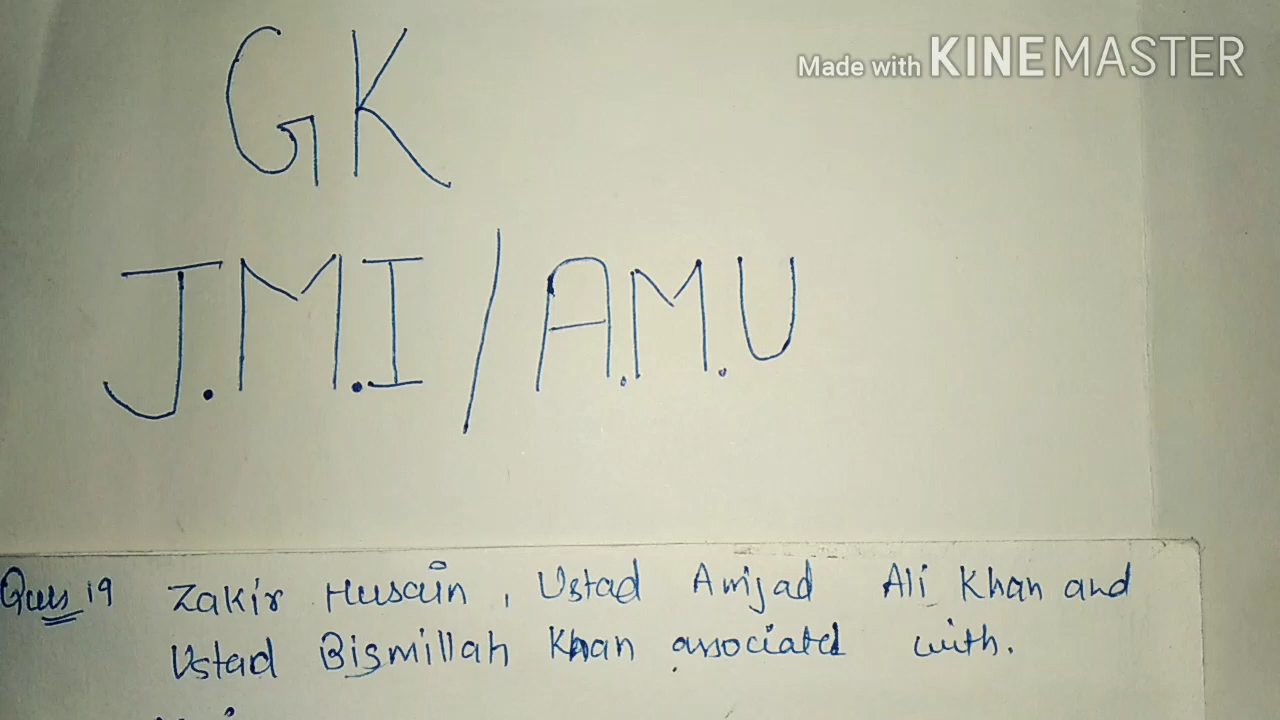 Made with KINEMASTER
GK
J.M.I/A.M.U
Ques 19 Zakir Husain, Ustad Amjad Ali Khan and
Ustad Bismillah Khan associated with.